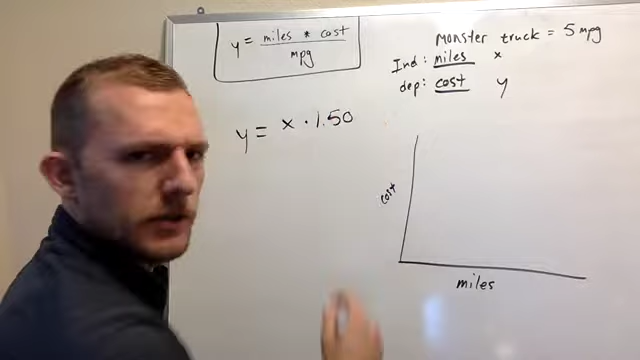 y = miles * cost / mpg
Monster truck = 5 mpg
Ind: miles x
dep: cost y
y = x · 1.50
cost
miles